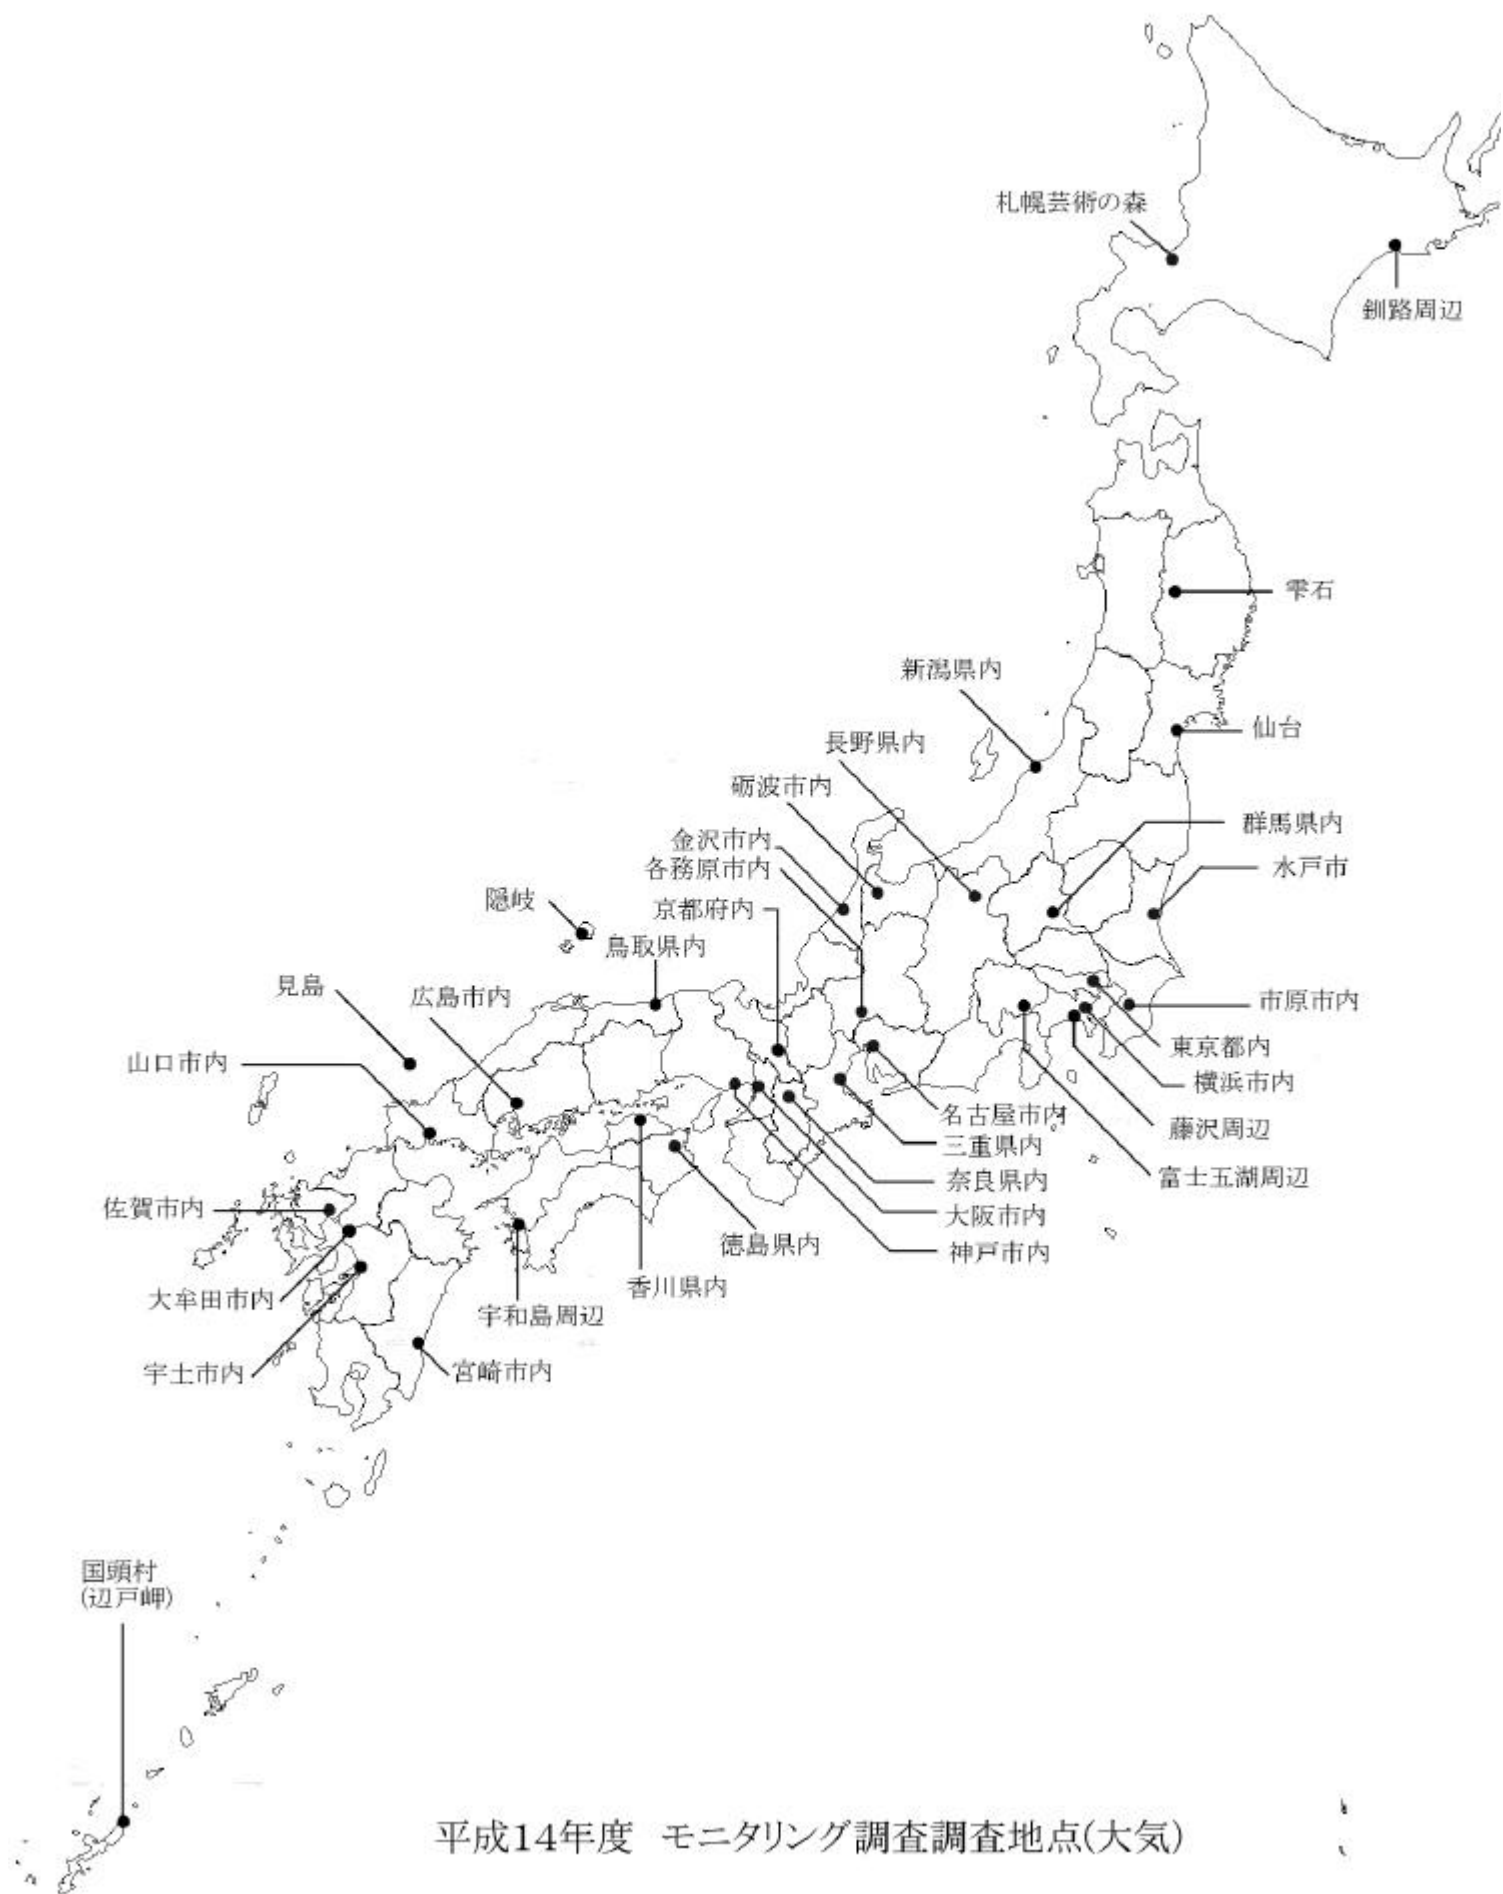 札幌芸術の森
釧路周辺
雫石
新潟県内
仙台
長野県内
砺波市内
群馬県内
金沢市内
水戸市
各務原市内
隠岐
京都府内
鳥取県内
見島
広島市内
市原市内
東京都内
山口市内
横浜市内
名古屋市内
藤沢周辺
三重県内
富士五湖周辺
奈良県内
佐賀市内
大阪市内
徳島県内
神戸市内
香川県内
大牟田市内
宇和島周辺
宇土市内
宮崎市内
国頭村
(辺戸岬)
平成14年度 モニタリング調査調査地点(大気)